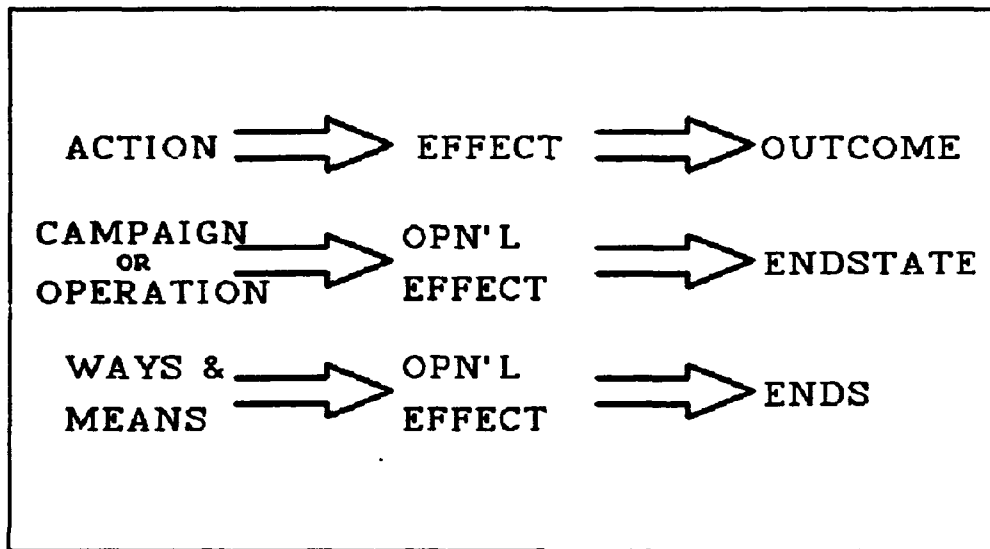 ACTION EFFECT OUTCOME
CAMPAIGN
OR
OPERATION
OPN'L
EFFECT
ENDSTATE
WAYS &
MEANS
OPN'L
EFFECT
ENDS